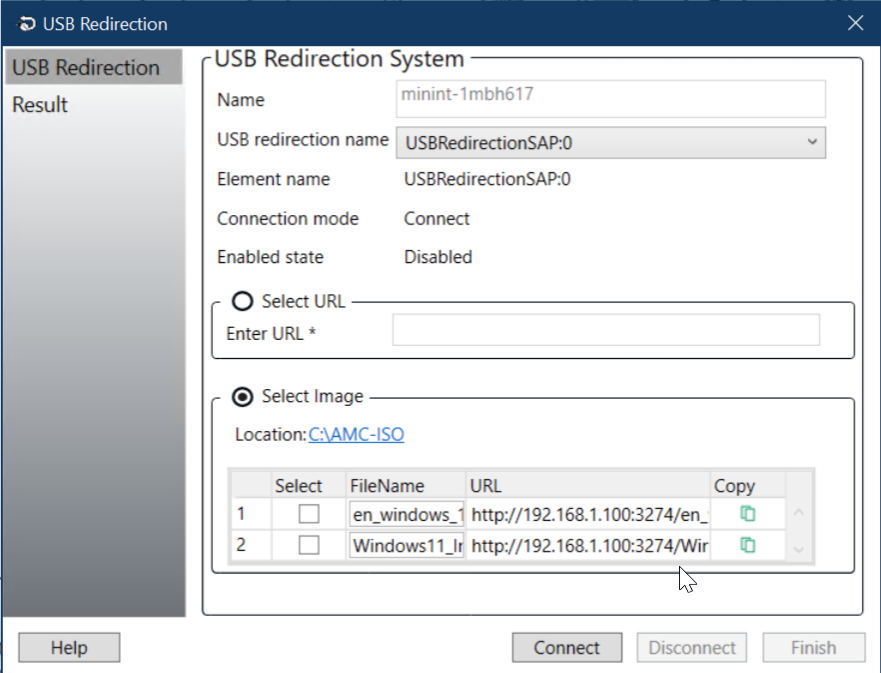 USB Redirection
USB Redirection
Result
USB Redirection System
Name minint-1mbh617
USB redirection name USBRedirectionSAP:0
Element name USBRedirectionSAP:0
Connection mode Connect
Enabled state Disabled
Select URL
Enter URL *
Select Image
Location: C:\AMC-ISO
Select FileName URL Copy
1 en_windows_1 http://192.168.1.100:3274/en_
2 Windows11_Ir http://192.168.1.100:3274/Wir
Help Connect Disconnect Finish